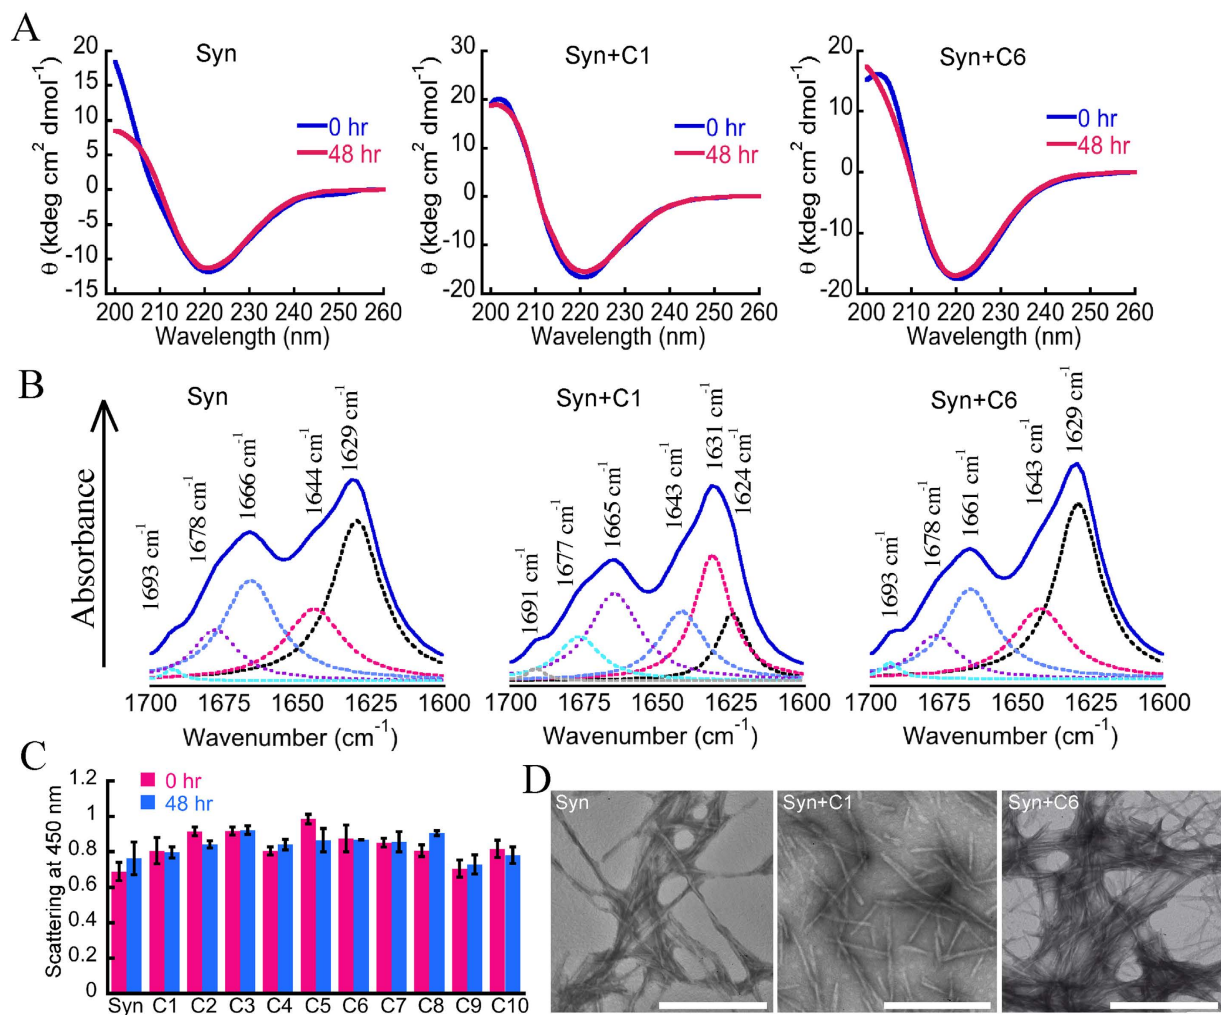 A
Syn
Syn+C1
Syn+C6
θ (kdeg cm² dmol⁻¹)
20
15
10
5
0
-5
-10
-15
0 hr
48 hr
200 210 220 230 240 250 260
Wavelength (nm)
θ (kdeg cm² dmol⁻¹)
30
20
10
0
-10
-20
0 hr
48 hr
200 210 220 230 240 250 260
Wavelength (nm)
θ (kdeg cm² dmol⁻¹)
20
10
0
-10
-20
0 hr
48 hr
200 210 220 230 240 250 260
Wavelength (nm)
B
Absorbance
Syn
1693 cm⁻¹
1678 cm⁻¹
1666 cm⁻¹
1644 cm⁻¹
1629 cm⁻¹
1700 1675 1650 1625 1600
Wavenumber (cm⁻¹)
Syn+C1
1691 cm⁻¹
1677 cm⁻¹
1665 cm⁻¹
1643 cm⁻¹
1631 cm⁻¹
1624 cm⁻¹
1700 1675 1650 1625 1600
Wavenumber (cm⁻¹)
Syn+C6
1693 cm⁻¹
1678 cm⁻¹
1661 cm⁻¹
1643 cm⁻¹
1629 cm⁻¹
1700 1675 1650 1625 1600
Wavenumber (cm⁻¹)
C
Scattering at 450 nm
1.2
1
0.8
0.6
0.4
0.2
0
0 hr
48 hr
Syn C1 C2 C3 C4 C5 C6 C7 C8 C9 C10
D
Syn
Syn+C1
Syn+C6